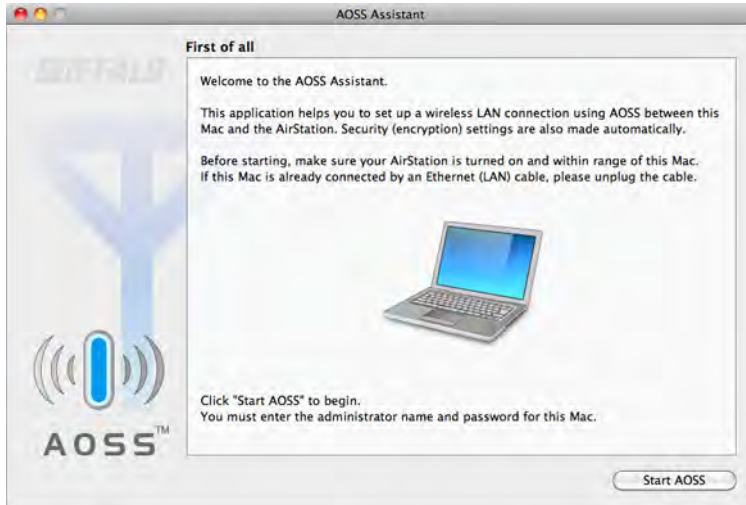 AOSS Assistant
First of all
BUFFALO
Welcome to the AOSS Assistant.
This application helps you to set up a wireless LAN connection using AOSS between this
Mac and the AirStation. Security (encryption) settings are also made automatically.
Before starting, make sure your AirStation is turned on and within range of this Mac.
If this Mac is already connected by an Ethernet (LAN) cable, please unplug the cable.
Click "Start AOSS" to begin.
You must enter the administrator name and password for this Mac.
AOSS™
Start AOSS